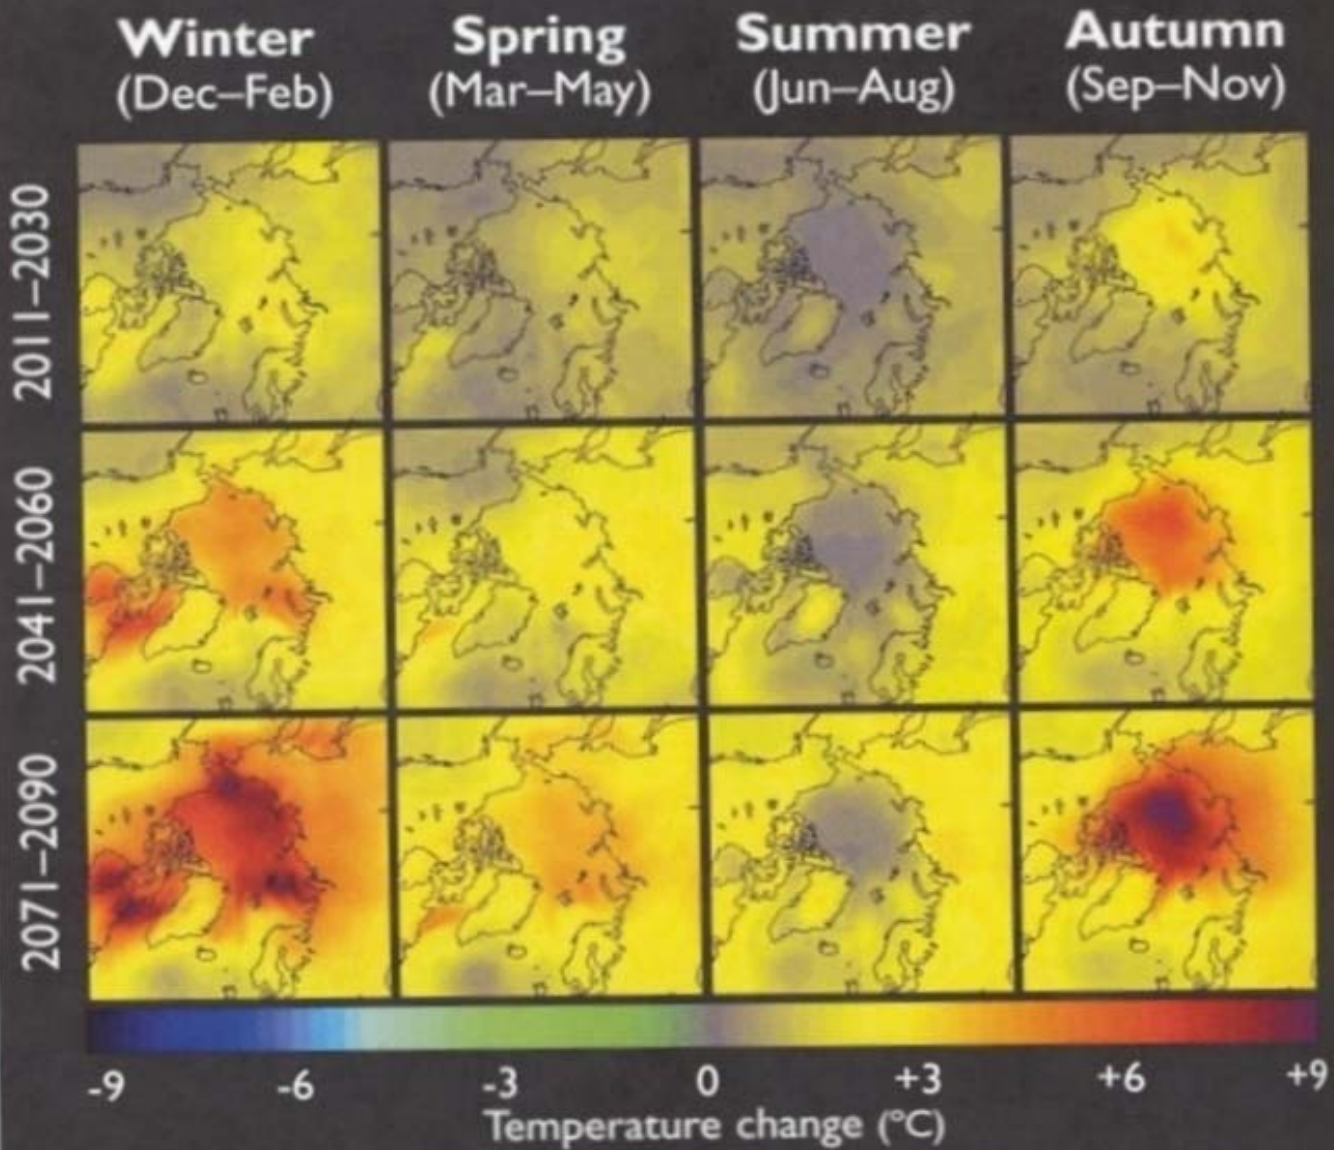 Winter
(Dec–Feb)
Spring
(Mar–May)
Summer
(Jun–Aug)
Autumn
(Sep–Nov)
2011–2030
2041–2060
2071–2090
-9 -6 -3 0 +3 +6 +9
Temperature change (ºC)